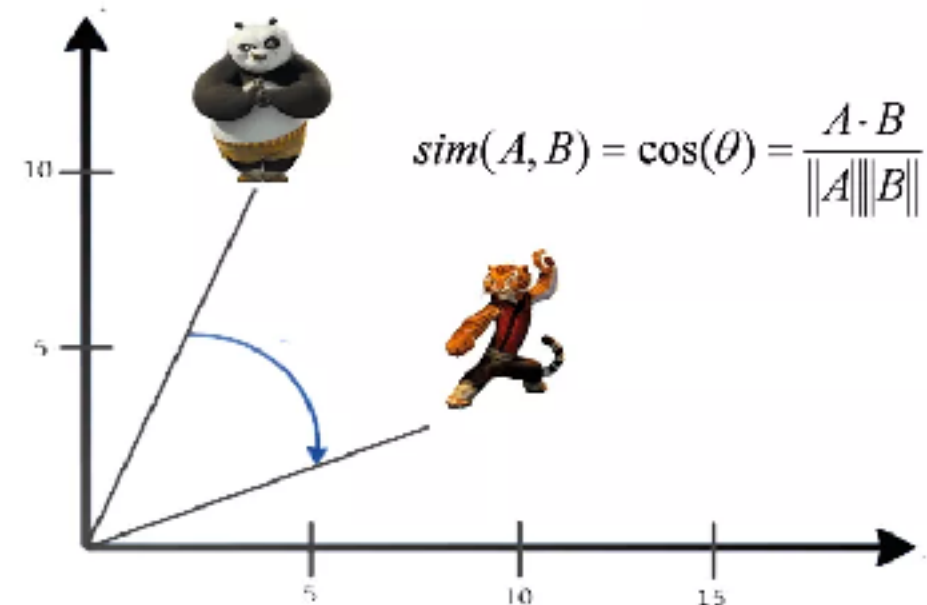 sim(A, B) = cos(θ) = A · B / ||A||||B||
10
5
5 10 15